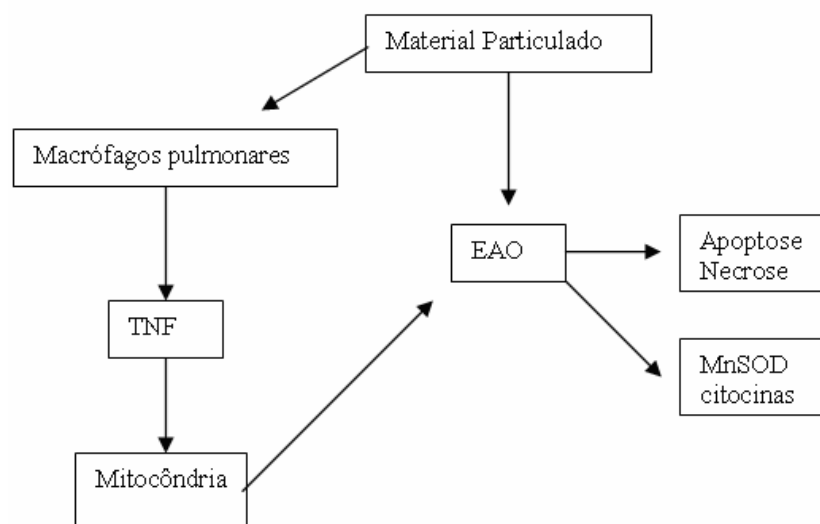 Material Particulado
Macrófagos pulmonares
EAO
Apoptose
Necrose
TNF
MnSOD
citocinas
Mitocôndria